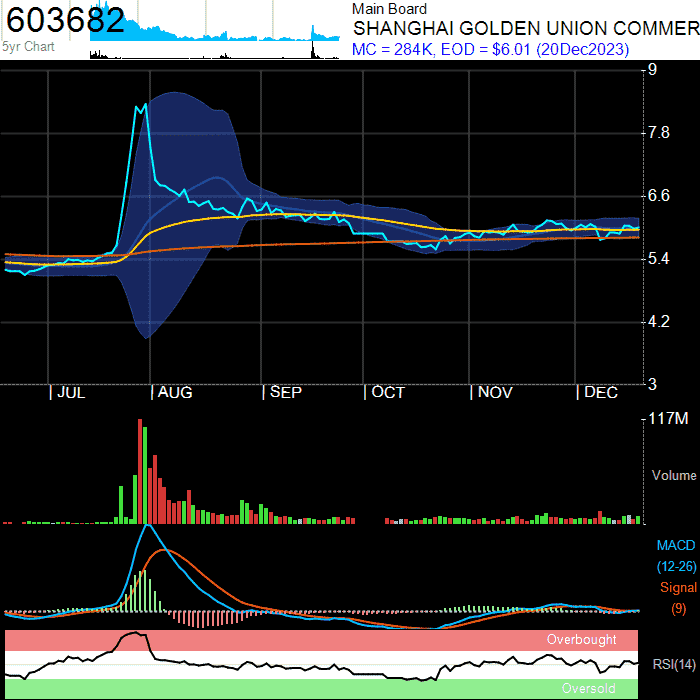 603682
5yr Chart
Main Board
SHANGHAI GOLDEN UNION COMMER
MC = 284K, EOD = $6.01 (20Dec2023)
9
7.8
6.6
5.4
4.2
3
| JUL | AUG | SEP | OCT | NOV | DEC
117M
Volume
MACD
(12-26)
Signal
(9)
Overbought
RSI(14)
Oversold